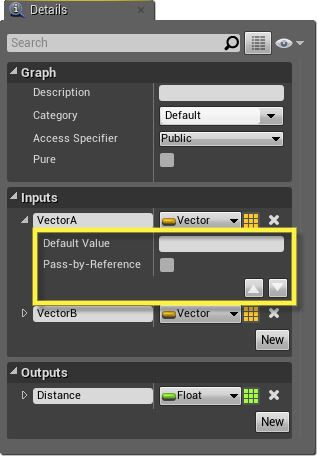 Details
Search
Graph
Description
Category Default
Access Specifier Public
Pure
Inputs
VectorA Vector
Default Value
Pass-by-Reference
VectorB Vector
New
Outputs
Distance Float
New